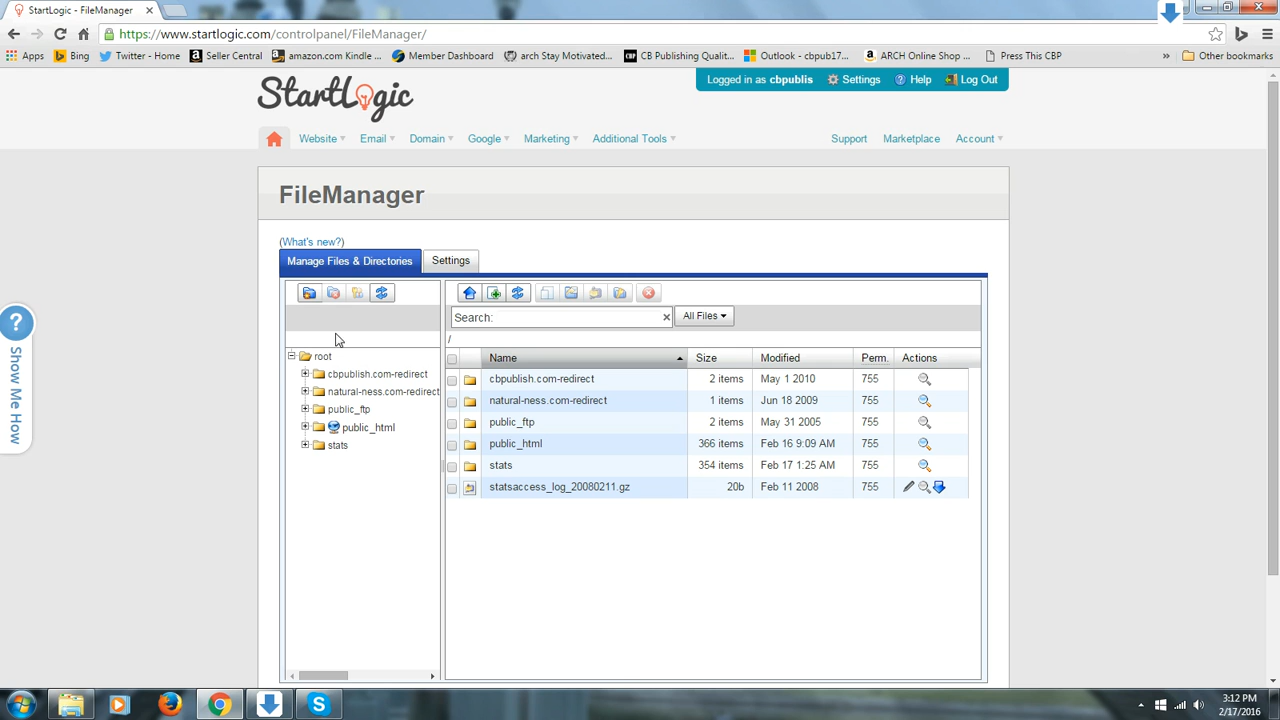 StartLogic - FileManager
https://www.startlogic.com/controlpanel/FileManager/
Apps Bing Twitter - Home Seller Central amazon.com Kindle ... Member Dashboard arch Stay Motivated... CBP CB Publishing Qualit... Outlook - cbpub17... ARCH Online Shop ... Press This CBP » Other bookmarks
StartLogic
Logged in as cbpublis Settings Help Log Out
Website Email Domain Google Marketing Additional Tools Support Marketplace Account
FileManager
(What's new?)
Manage Files & Directories Settings
Search: All Files
/
root
cbpublish.com-redirect
natural-ness.com-redirect
public_ftp
public_html
stats
Name Size Modified Perm. Actions
cbpublish.com-redirect 2 items May 1 2010 755
natural-ness.com-redirect 1 items Jun 18 2009 755
public_ftp 2 items May 31 2005 755
public_html 366 items Feb 16 9:09 AM 755
stats 354 items Feb 17 1:25 AM 755
statsaccess_log_20080211.gz 20b Feb 11 2008 755
? Show Me How
3:12 PM
2/17/2016